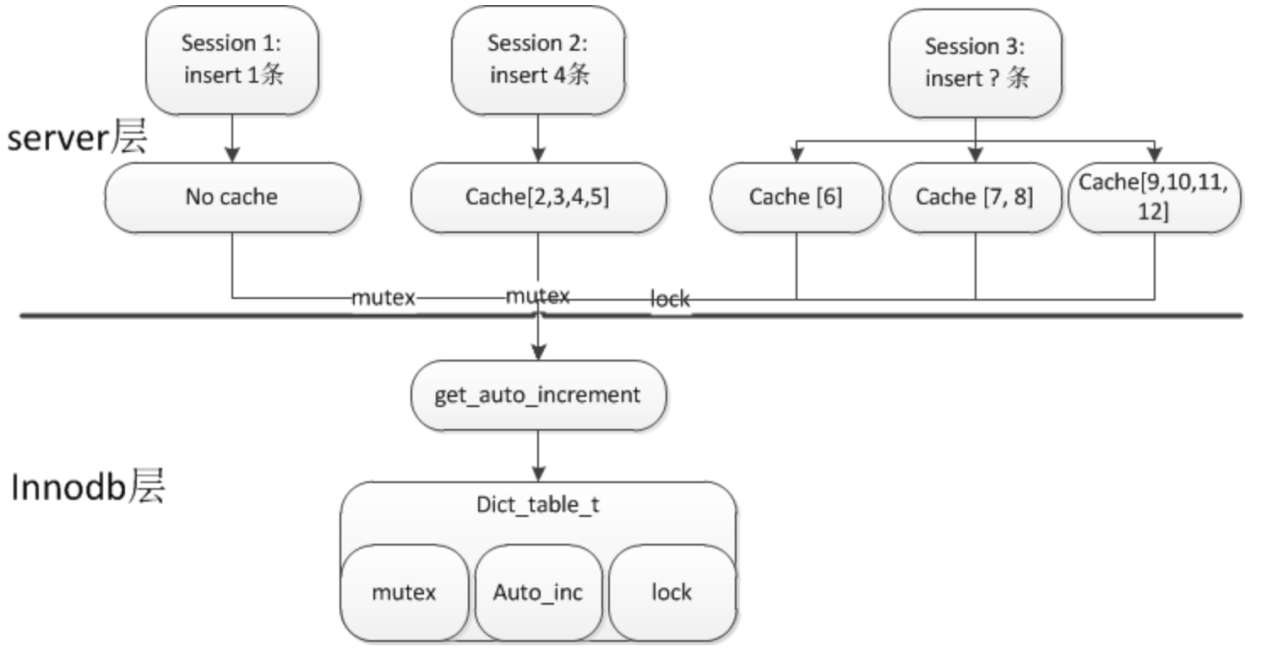 Session 1:
insert 1条
Session 2:
insert 4条
Session 3:
insert ? 条
server层
No cache
Cache[2,3,4,5]
Cache [6]
Cache [7, 8]
Cache[9,10,11,
12]
mutex
mutex
lock
get_auto_increment
Innodb层
Dict_table_t
mutex
Auto_inc
lock